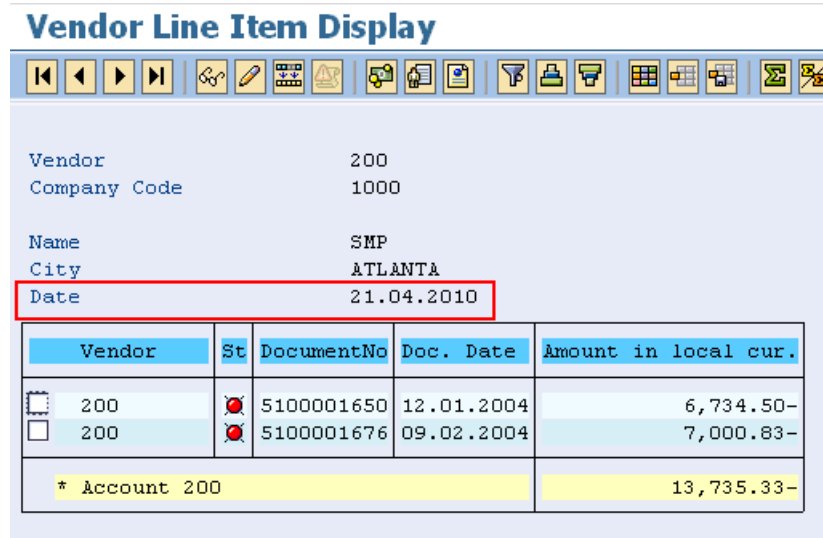 Vendor Line Item Display
Vendor 200
Company Code 1000
Name SMP
City ATLANTA
Date 21.04.2010
Vendor St DocumentNo Doc. Date Amount in local cur.
200 5100001650 12.01.2004 6,734.50-
200 5100001676 09.02.2004 7,000.83-
* Account 200 13,735.33-